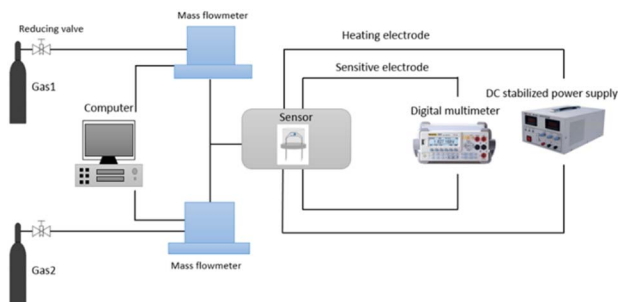 Reducing valve
Mass flowmeter
Heating electrode
Gas1
Sensitive electrode
DC stabilized power supply
Computer
Sensor
Digital multimeter
Gas2
Mass flowmeter